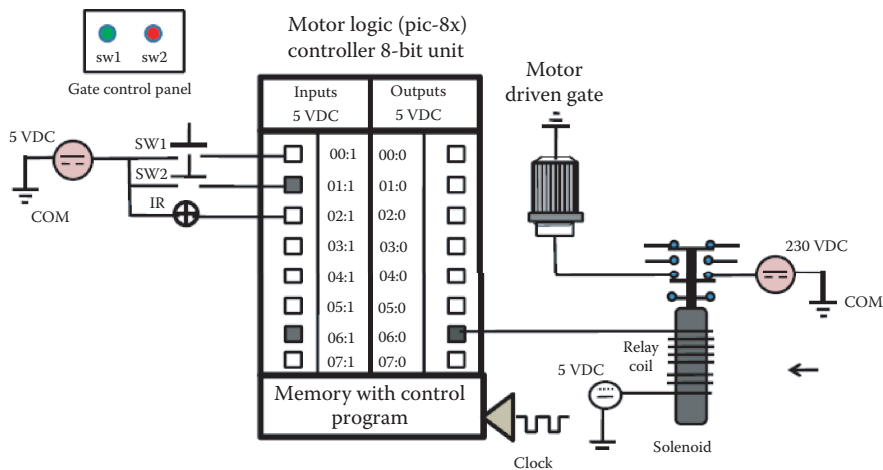 Motor logic (pic-8x)
controller 8-bit unit
sw1 sw2
Gate control panel
Inputs
5 VDC
Outputs
5 VDC
Motor
driven gate
5 VDC
SW1
SW2
IR
COM
00:1 00:0
01:1 01:0
02:1 02:0
03:1 03:0
04:1 04:0
05:1 05:0
06:1 06:0
07:1 07:0
230 VDC
COM
Relay
coil
5 VDC
Solenoid
Memory with control
program
Clock